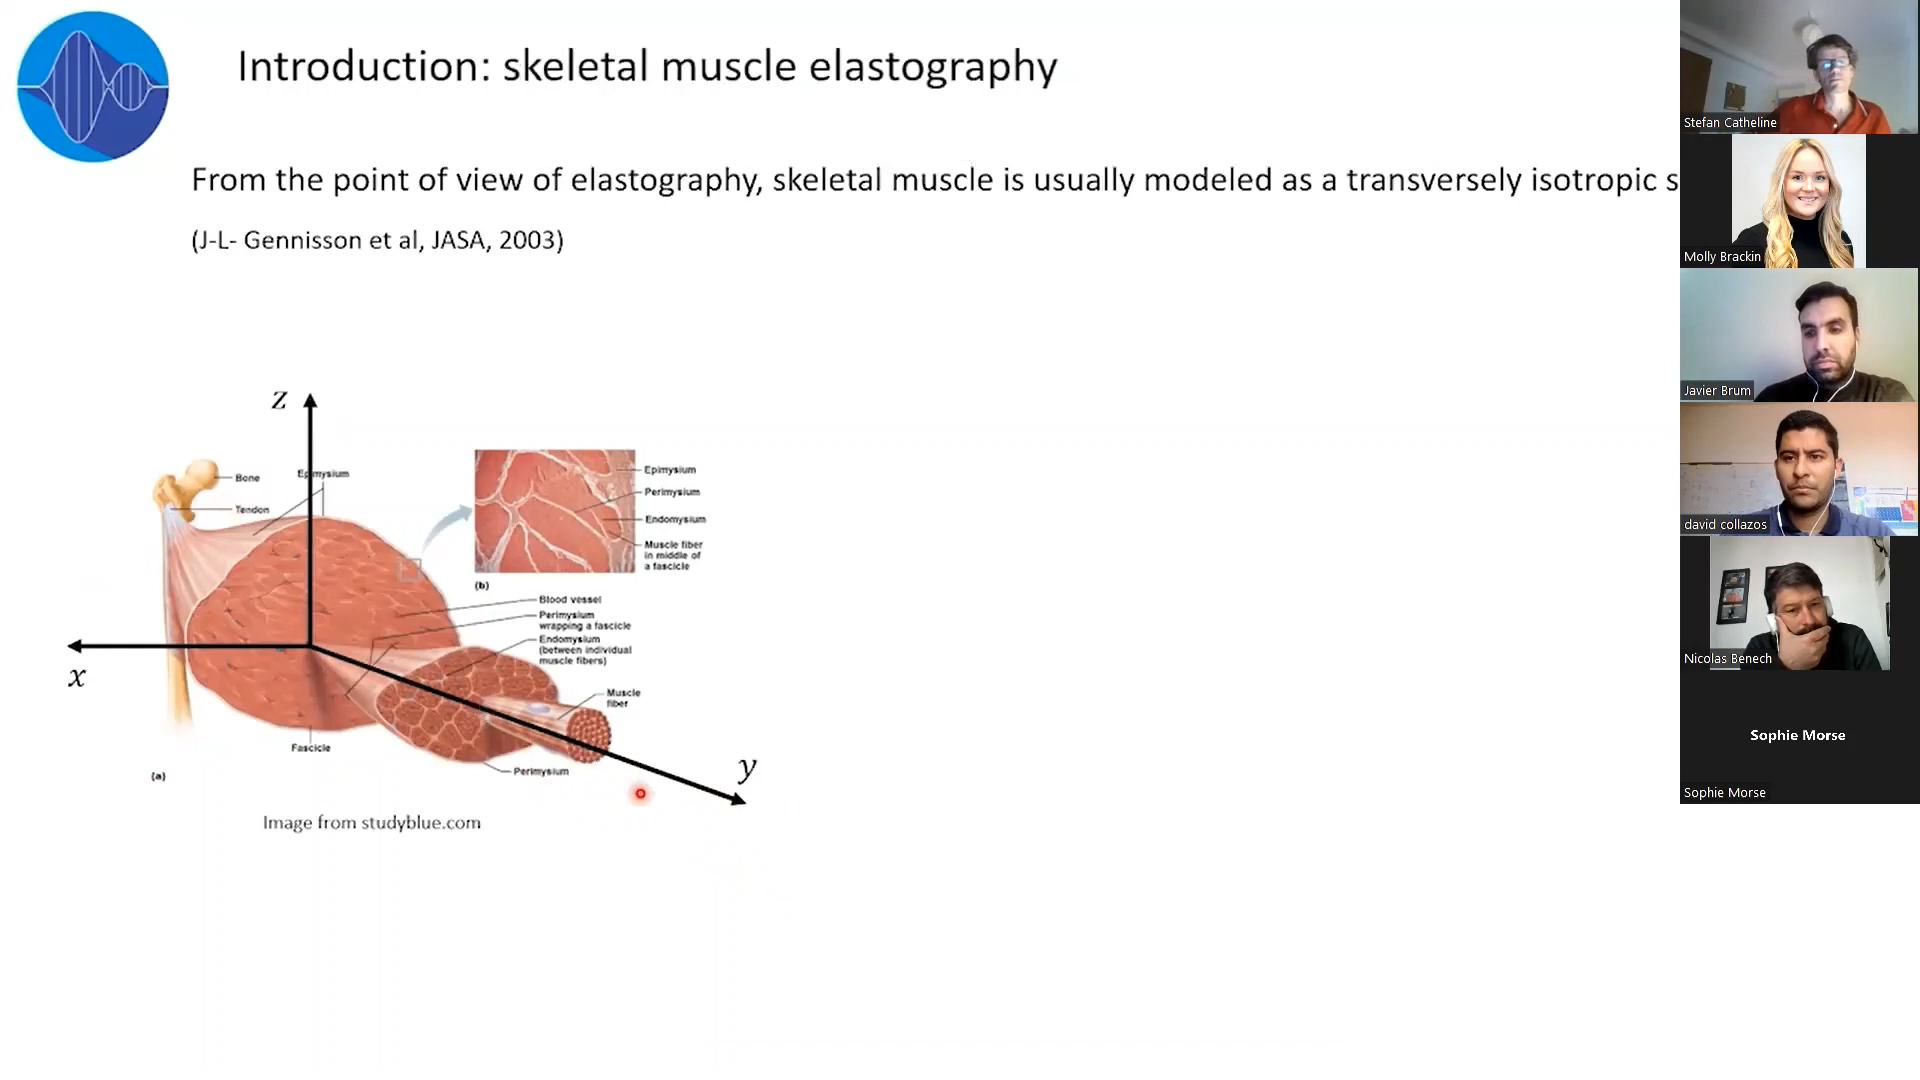 Introduction: skeletal muscle elastography
From the point of view of elastography, skeletal muscle is usually modeled as a transversely isotropic s
(J-L- Gennisson et al, JASA, 2003)
z
Bone
Epimysium
Tendon
Epimysium
Perimysium
Endomysium
Muscle fiber
in middle of
a fascicle
(b)
Blood vessel
Perimysium
wrapping a fascicle
Endomysium
(between individual
muscle fibers)
x
Muscle
fiber
Fascicle
Perimysium
y
(a)
Image from studyblue.com
Stefan Catheline
Molly Brackin
Javier Brum
david collazos
Nicolas Benech
Sophie Morse
Sophie Morse